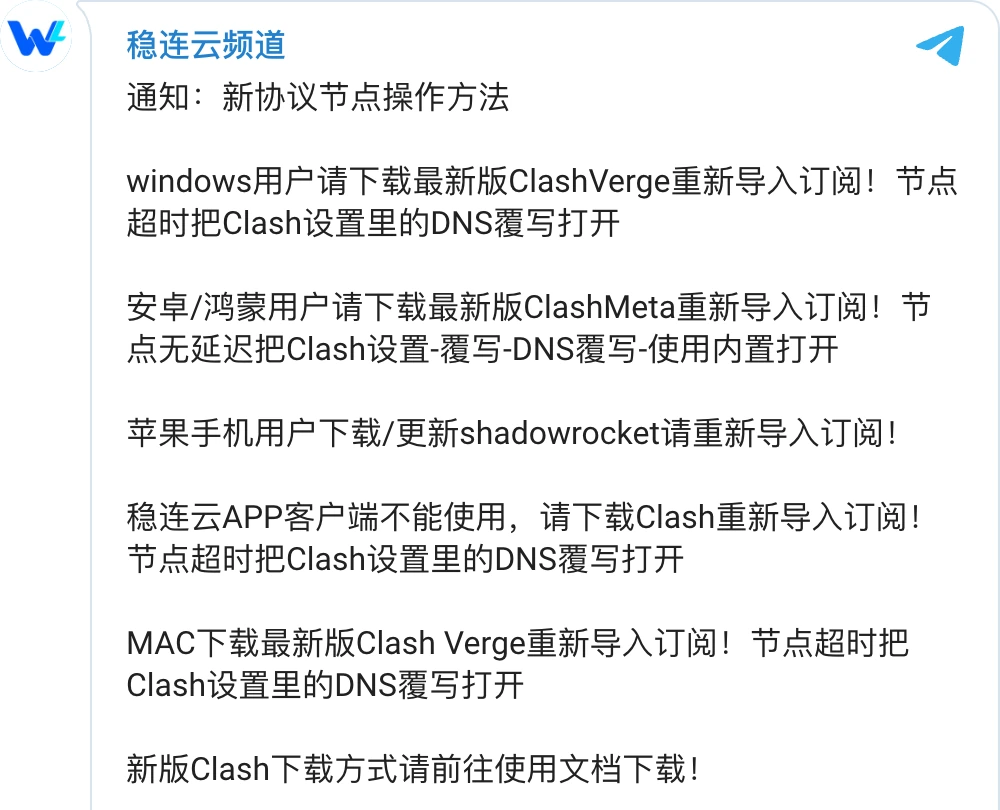 稳连云频道
通知：新协议节点操作方法
windows用户请下载最新版ClashVerge重新导入订阅！节点
超时把Clash设置里的DNS覆写打开
安卓/鸿蒙用户请下载最新版ClashMeta重新导入订阅！节
点无延迟把Clash设置-覆写-DNS覆写-使用内置打开
苹果手机用户下载/更新shadowrocket请重新导入订阅！
稳连云APP客户端不能使用，请下载Clash重新导入订阅！
节点超时把Clash设置里的DNS覆写打开
MAC下载最新版Clash Verge重新导入订阅！节点超时把
Clash设置里的DNS覆写打开
新版Clash下载方式请前往使用文档下载！